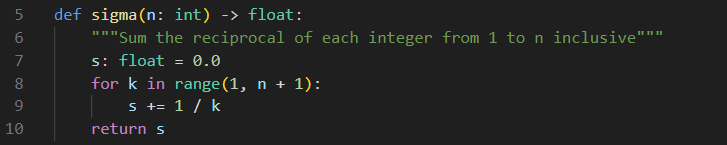 5 def sigma(n: int) -> float:
6     """Sum the reciprocal of each integer from 1 to n inclusive"""
7     s: float = 0.0
8     for k in range(1, n + 1):
9         s += 1 / k
10     return s